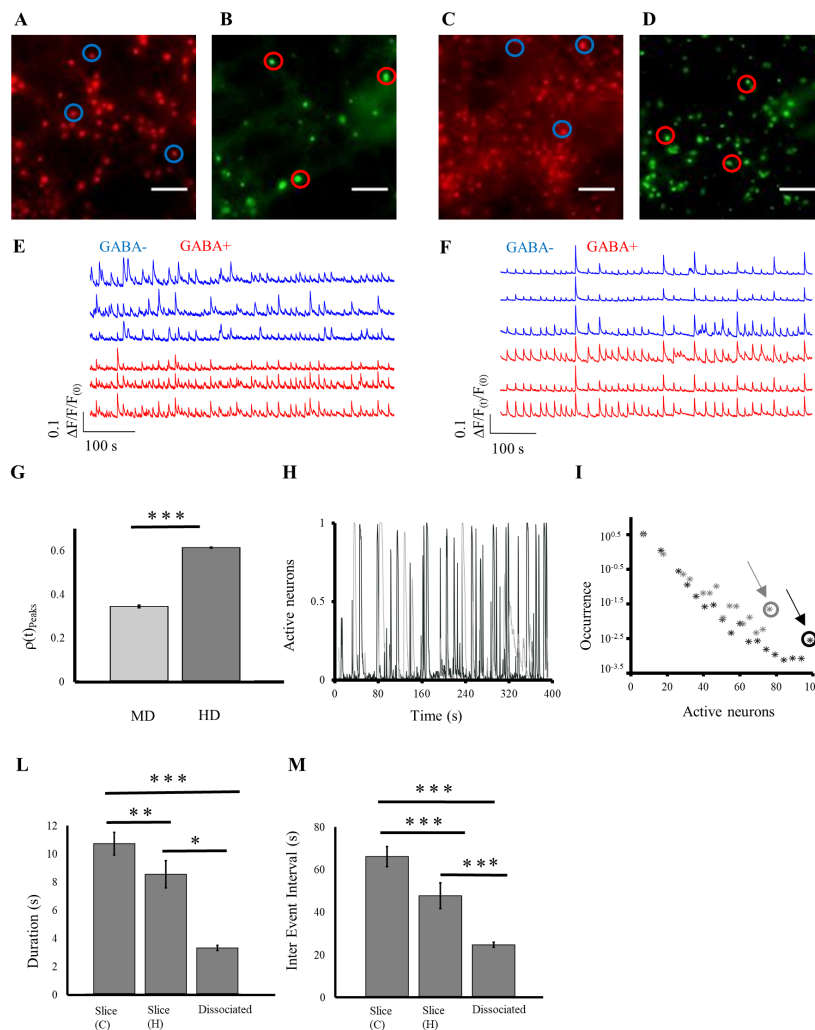 A
B
C
D
E
GABA-
GABA+
0.1
ΔF/F/F(0)
100 s
F
GABA-
GABA+
0.1
ΔF/F(t)/F(0)
100 s
G
***
0.6
0.4
0.2
0
ρ(t)Peaks
MD
HD
H
1
0.5
0
Active neurons
0
80
160
240
320
400
Time (s)
I
10^0.5
10^-0.5
10^-1.5
10^-2.5
10^-3.5
Occurrence
0
20
40
60
80
10
Active neurons
L
***
**
*
12
10
8
6
4
2
0
Duration (s)
Slice (C)
Slice (H)
Dissociated
M
***
***
***
80
60
40
20
0
Inter Event Interval (s)
Slice (C)
Slice (H)
Dissociated